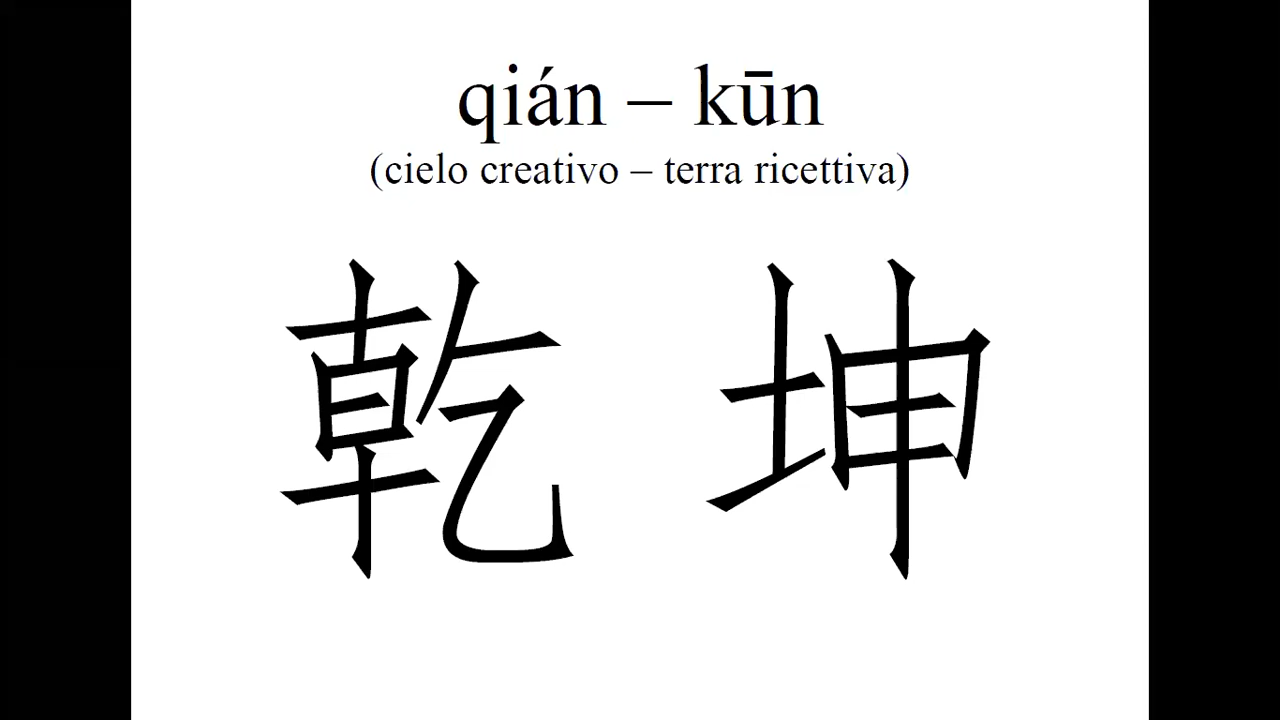 qián – kūn
(cielo creativo – terra ricettiva)
乾 坤